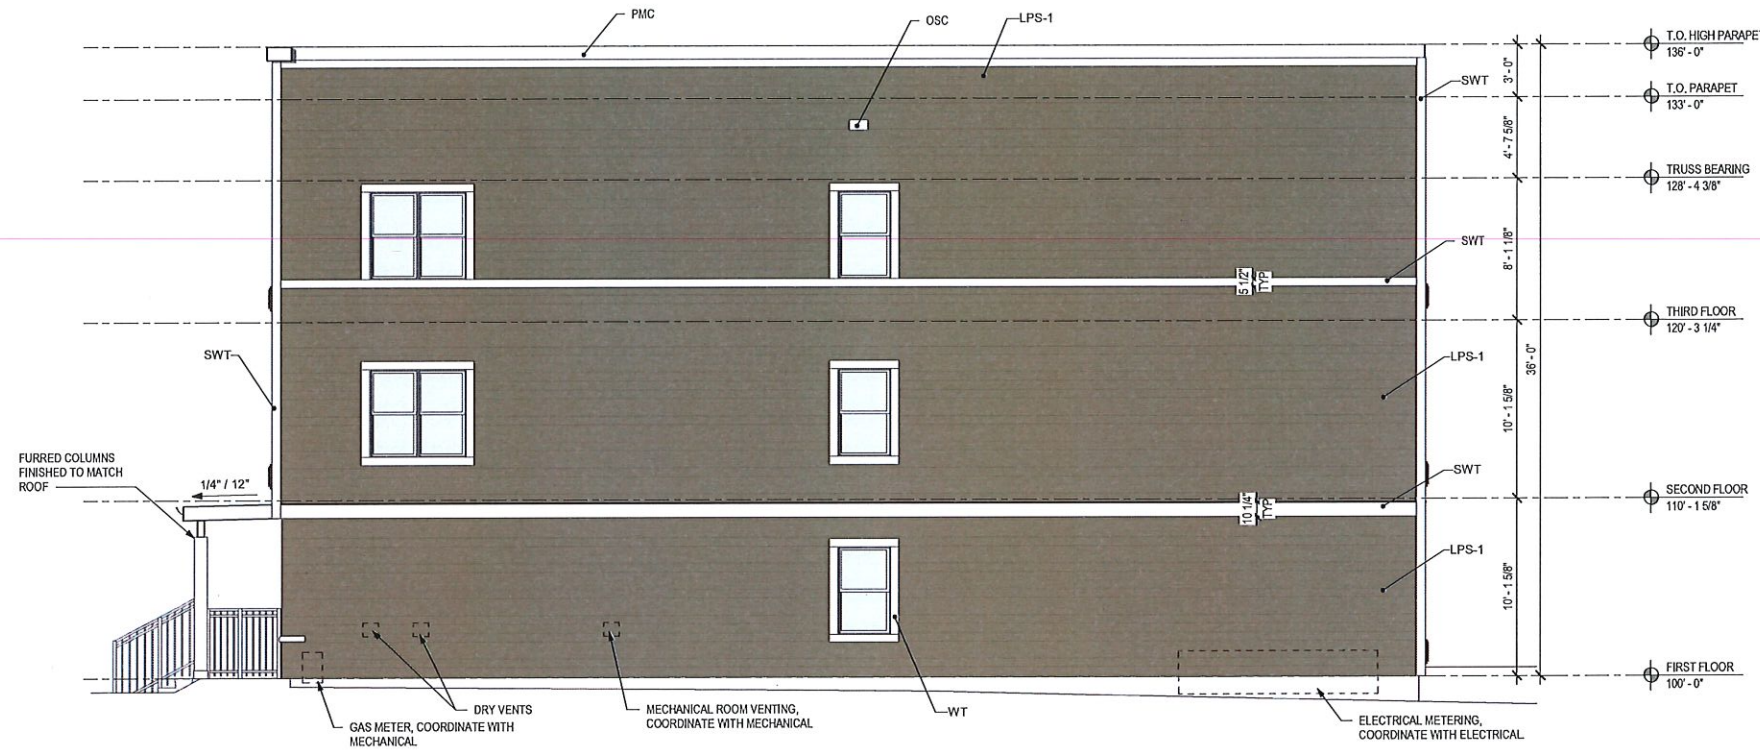 PMC
OSC
LPS-1
T.O. HIGH PARAPET
136' - 0"
3' - 0"
SWT
T.O. PARAPET
133' - 0"
4' - 7 5/8"
TRUSS BEARING
128' - 4 3/8"
8' - 1 1/8"
SWT
5 1/2"
TYP
THIRD FLOOR
120' - 3 1/4"
SWT
LPS-1
36' - 0"
10' - 1 5/8"
FURRED COLUMNS
FINISHED TO MATCH
ROOF
1/4" / 12"
SWT
10 1/4"
TYP
SECOND FLOOR
110' - 1 5/8"
LPS-1
10' - 1 5/8"
FIRST FLOOR
100' - 0"
DRY VENTS
MECHANICAL ROOM VENTING,
COORDINATE WITH MECHANICAL
WT
GAS METER, COORDINATE WITH
MECHANICAL
ELECTRICAL METERING,
COORDINATE WITH ELECTRICAL